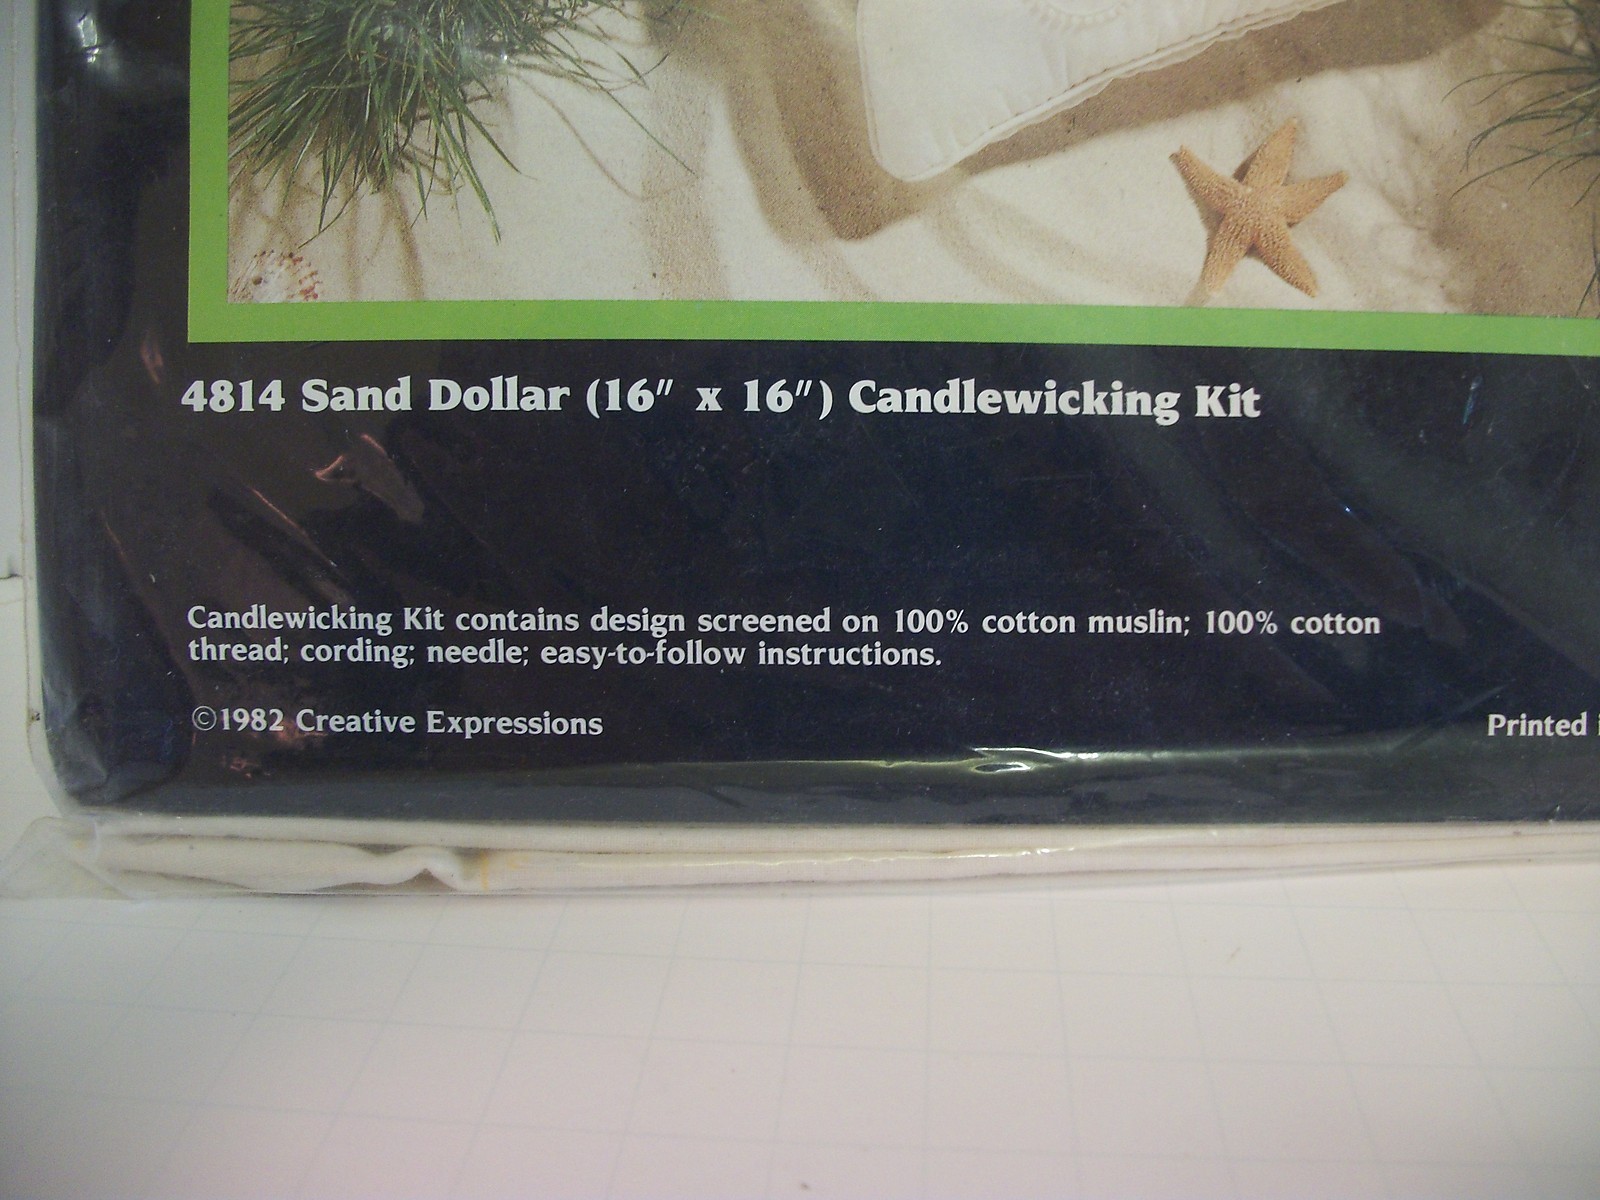 4814 Sand Dollar (16" x 16") Candlewicking Kit
Candlewicking Kit contains design screened on 100% cotton muslin; 100% cotton
thread; cording; needle; easy-to-follow instructions.
©1982 Creative Expressions
Printed